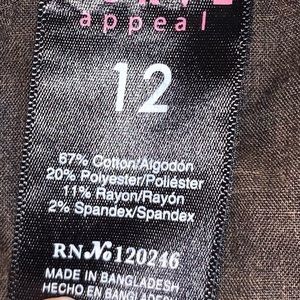 appeal
12
67% Cotton/Algodón
20% Polyester/Poliéster
11% Rayon/Rayón
2% Spandex/Spandex
RN No 120246
MADE IN BANGLADESH
HECHO EN BANGLADESH